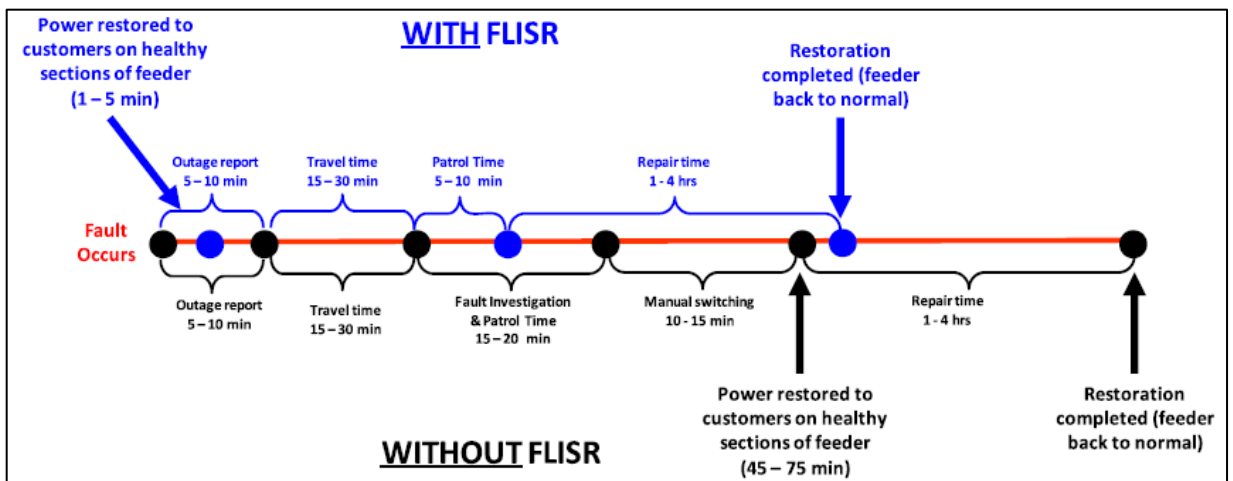 WITH FLISR
Power restored to
customers on healthy
sections of feeder
(1 – 5 min)
Restoration
completed (feeder
back to normal)
Outage report
5 – 10 min
Travel time
15 – 30 min
Patrol Time
5 – 10 min
Repair time
1 - 4 hrs
Fault
Occurs
Outage report
5 – 10 min
Travel time
15 – 30 min
Fault Investigation
& Patrol Time
15 – 20 min
Manual switching
10 - 15 min
Repair time
1 - 4 hrs
Power restored to
customers on healthy
sections of feeder
(45 – 75 min)
Restoration
completed (feeder
back to normal)
WITHOUT FLISR